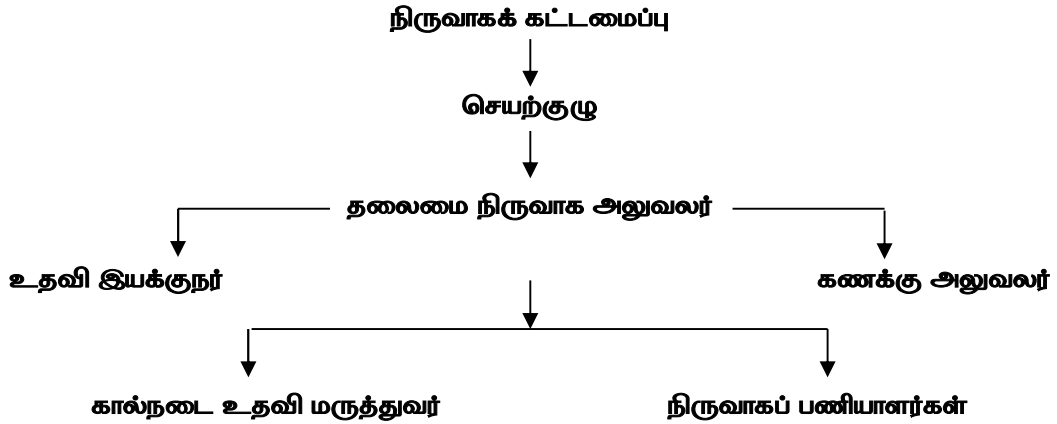 நிருவாகக் கட்டமைப்பு
செயற்குழு
தலைமை நிருவாக அலுவலர்
உதவி இயக்குநர்
கணக்கு அலுவலர்
கால்நடை உதவி மருத்துவர்
நிருவாகப் பணியாளர்கள்